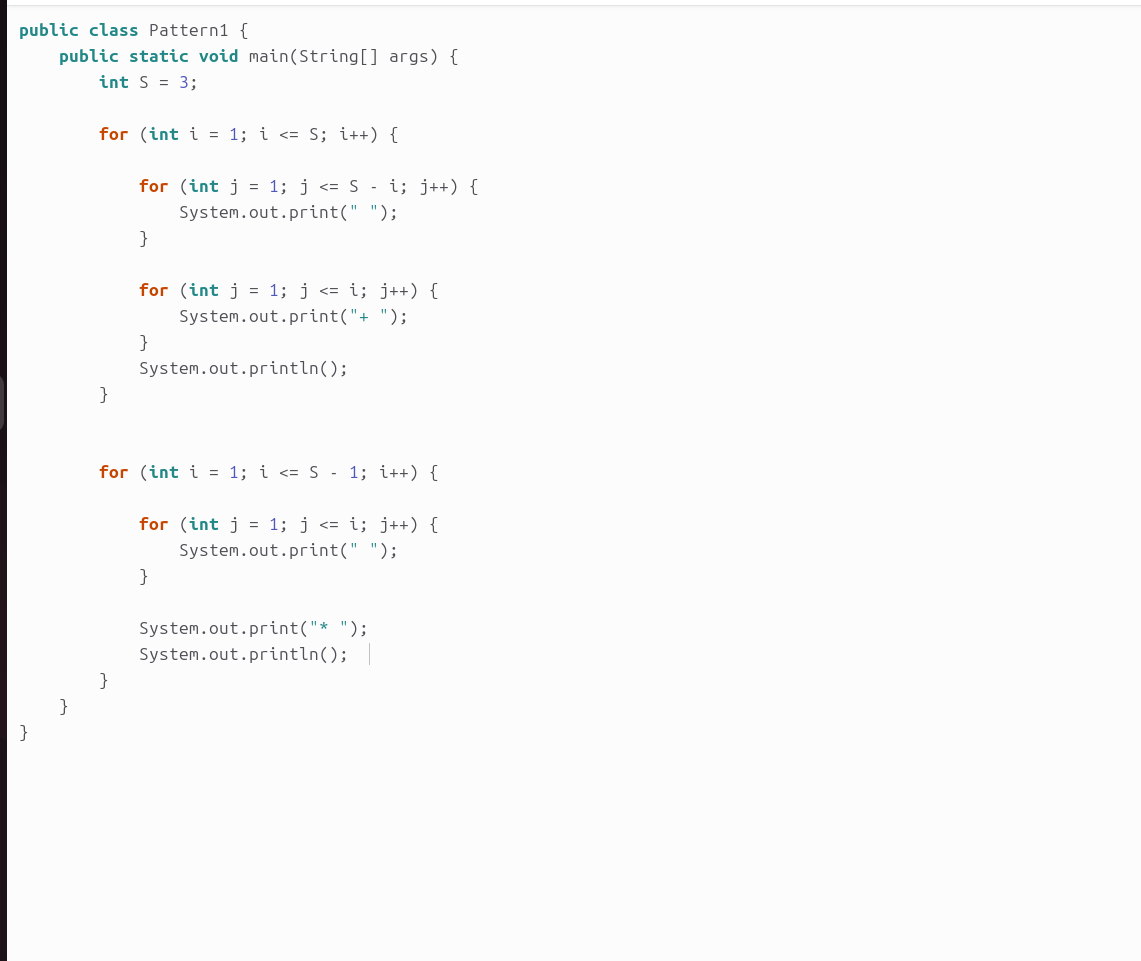 public class Pattern1 {
    public static void main(String[] args) {
        int S = 3;

        for (int i = 1; i <= S; i++) {

            for (int j = 1; j <= S - i; j++) {
                System.out.print(" ");
            }

            for (int j = 1; j <= i; j++) {
                System.out.print("+ ");
            }
            System.out.println();
        }


        for (int i = 1; i <= S - 1; i++) {

            for (int j = 1; j <= i; j++) {
                System.out.print(" ");
            }

            System.out.print("* ");
            System.out.println();
        }
    }
}